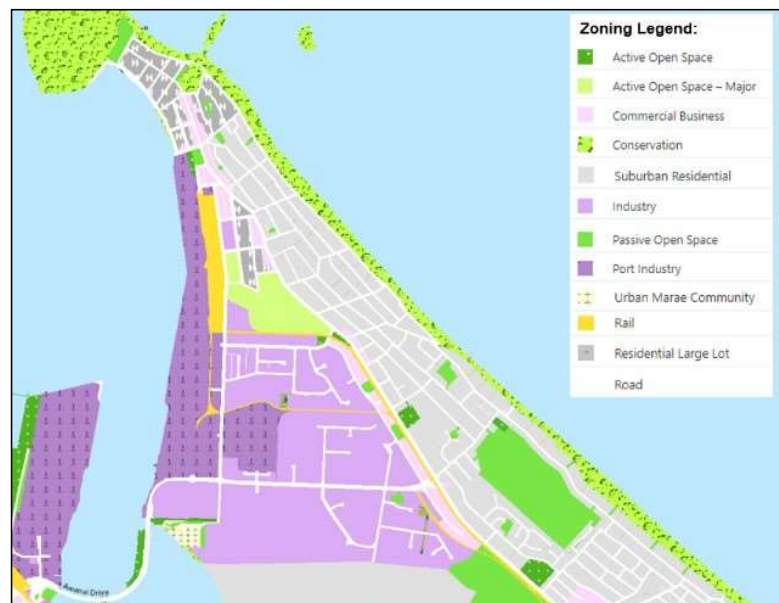 Zoning Legend:
Active Open Space
Active Open Space – Major
Commercial Business
Conservation
Suburban Residential
Industry
Passive Open Space
Port Industry
Urban Marae Community
Rail
Residential Large Lot
Road